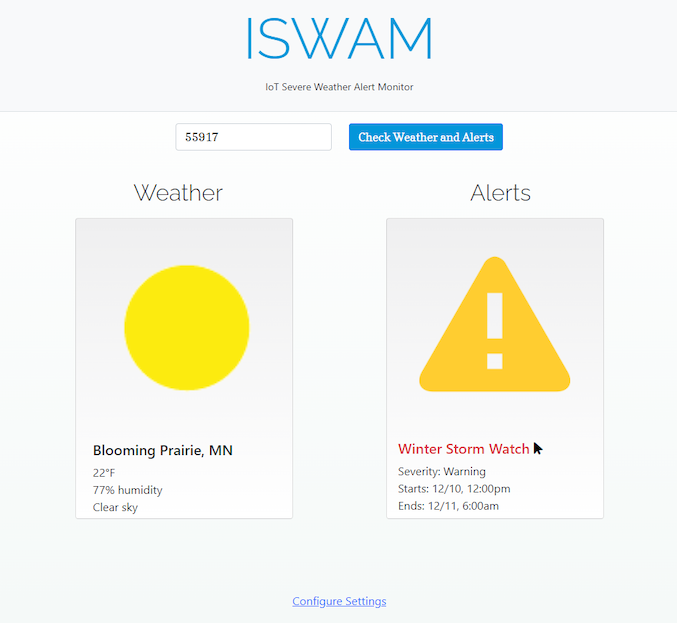 ISWAM
IoT Severe Weather Alert Monitor
55917
Check Weather and Alerts
Weather
Alerts
Blooming Prairie, MN
22°F
77% humidity
Clear sky
Winter Storm Watch
Severity: Warning
Starts: 12/10, 12:00pm
Ends: 12/11, 6:00am
Configure Settings